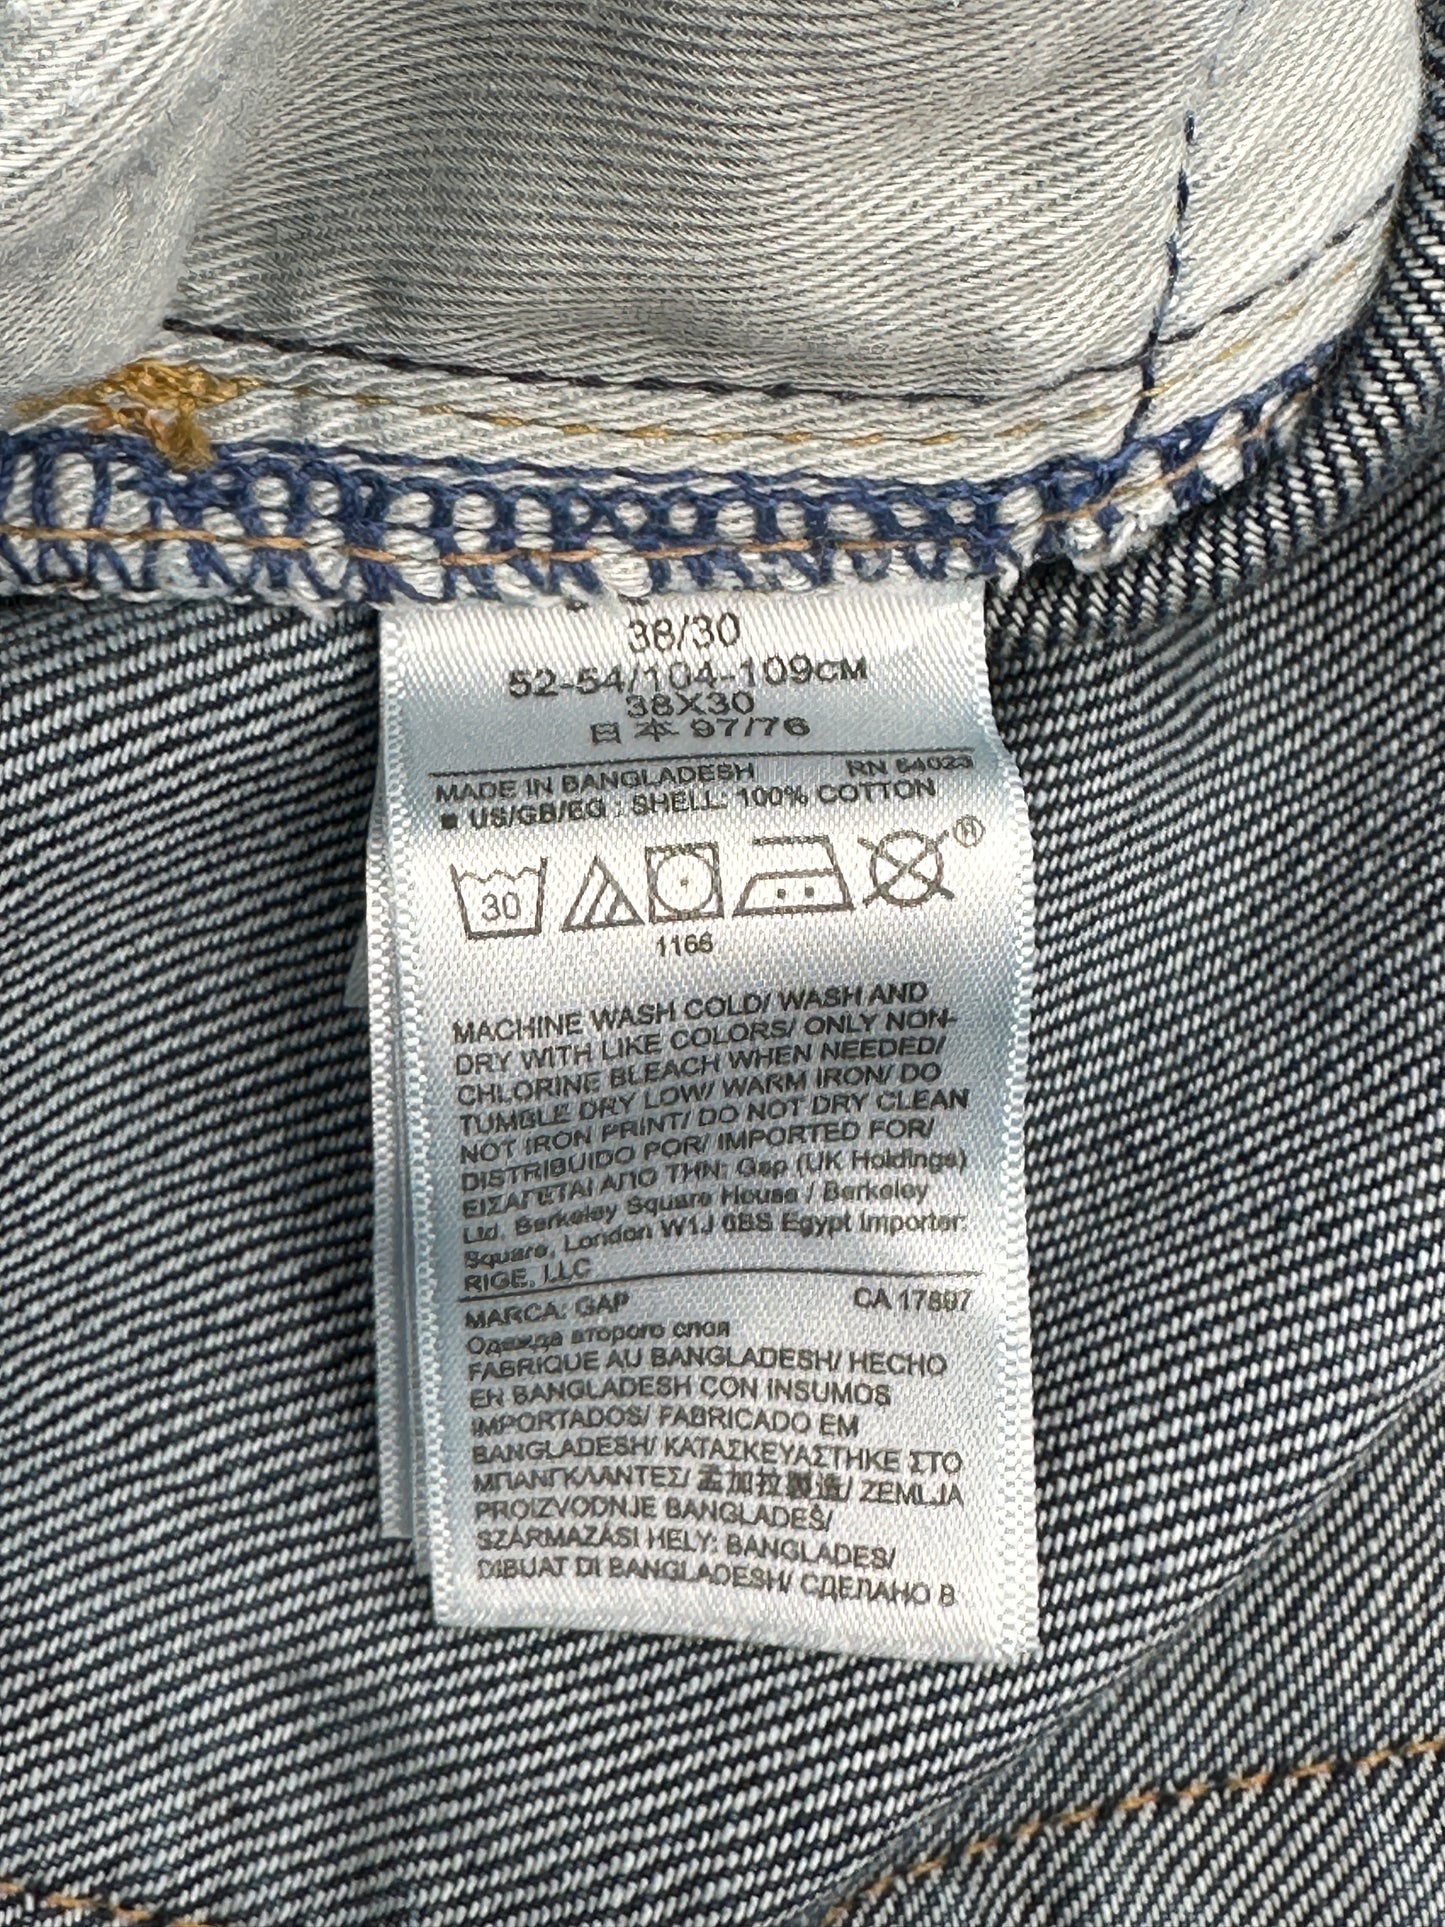 38/30
52-54/104-109CM
38X30
日本 97/76
MADE IN BANGLADESH RN 54023
■ US/GB/EG : SHELL: 100% COTTON
30 ®
1166
MACHINE WASH COLD/ WASH AND
DRY WITH LIKE COLORS/ ONLY NON-
CHLORINE BLEACH WHEN NEEDED/
TUMBLE DRY LOW/ WARM IRON/ DO
NOT IRON PRINT/ DO NOT DRY CLEAN
DISTRIBUIDO POR/ IMPORTED FOR/
ΕΙΣΑΓΕΤΑΙ ΑΠΟ ΤΗΝ: Gap (UK Holdings)
Ltd, Berkeley Square House / Berkeley
Square, London W1J 6BS Egypt Importer:
RIGE, LLC
MARCA: GAP CA 17897
Одежда второго слоя
FABRIQUE AU BANGLADESH/ HECHO
EN BANGLADESH CON INSUMOS
IMPORTADOS/ FABRICADO EM
BANGLADESH/ ΚΑΤΑΣΚΕΥΑΣΤΗΚΕ ΣΤΟ
ΜΠΑΝΓΚΛΑΝΤΕΣ/ 孟加拉製造/ ZEMLJA
PROIZVODNJE BANGLADEŠ/
SZÁRMAZÁSI HELY: BANGLADES/
DIBUAT DI BANGLADESH/ СДЕЛАНО В